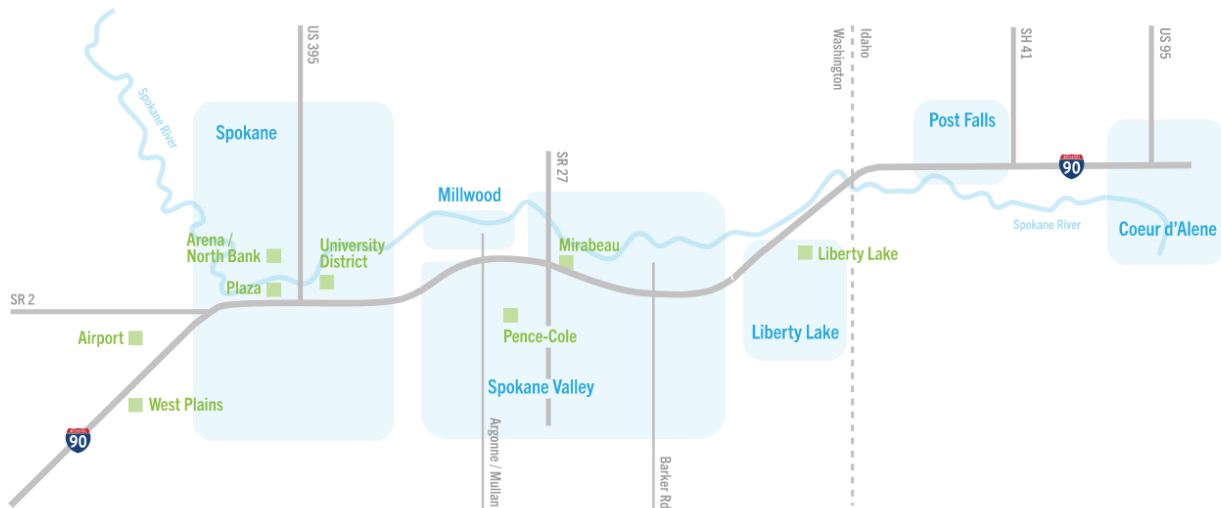 US 395
Spokane River
Spokane
Arena /
North Bank
University
District
Plaza
SR 2
Airport
West Plains
90
Millwood
SR 27
Mirabeau
Pence-Cole
Spokane Valley
Argonne / Mullan
Barker Rd
Washington
Idaho
Liberty Lake
Liberty Lake
Post Falls
SH 41
90
US 95
Spokane River
Coeur d'Alene